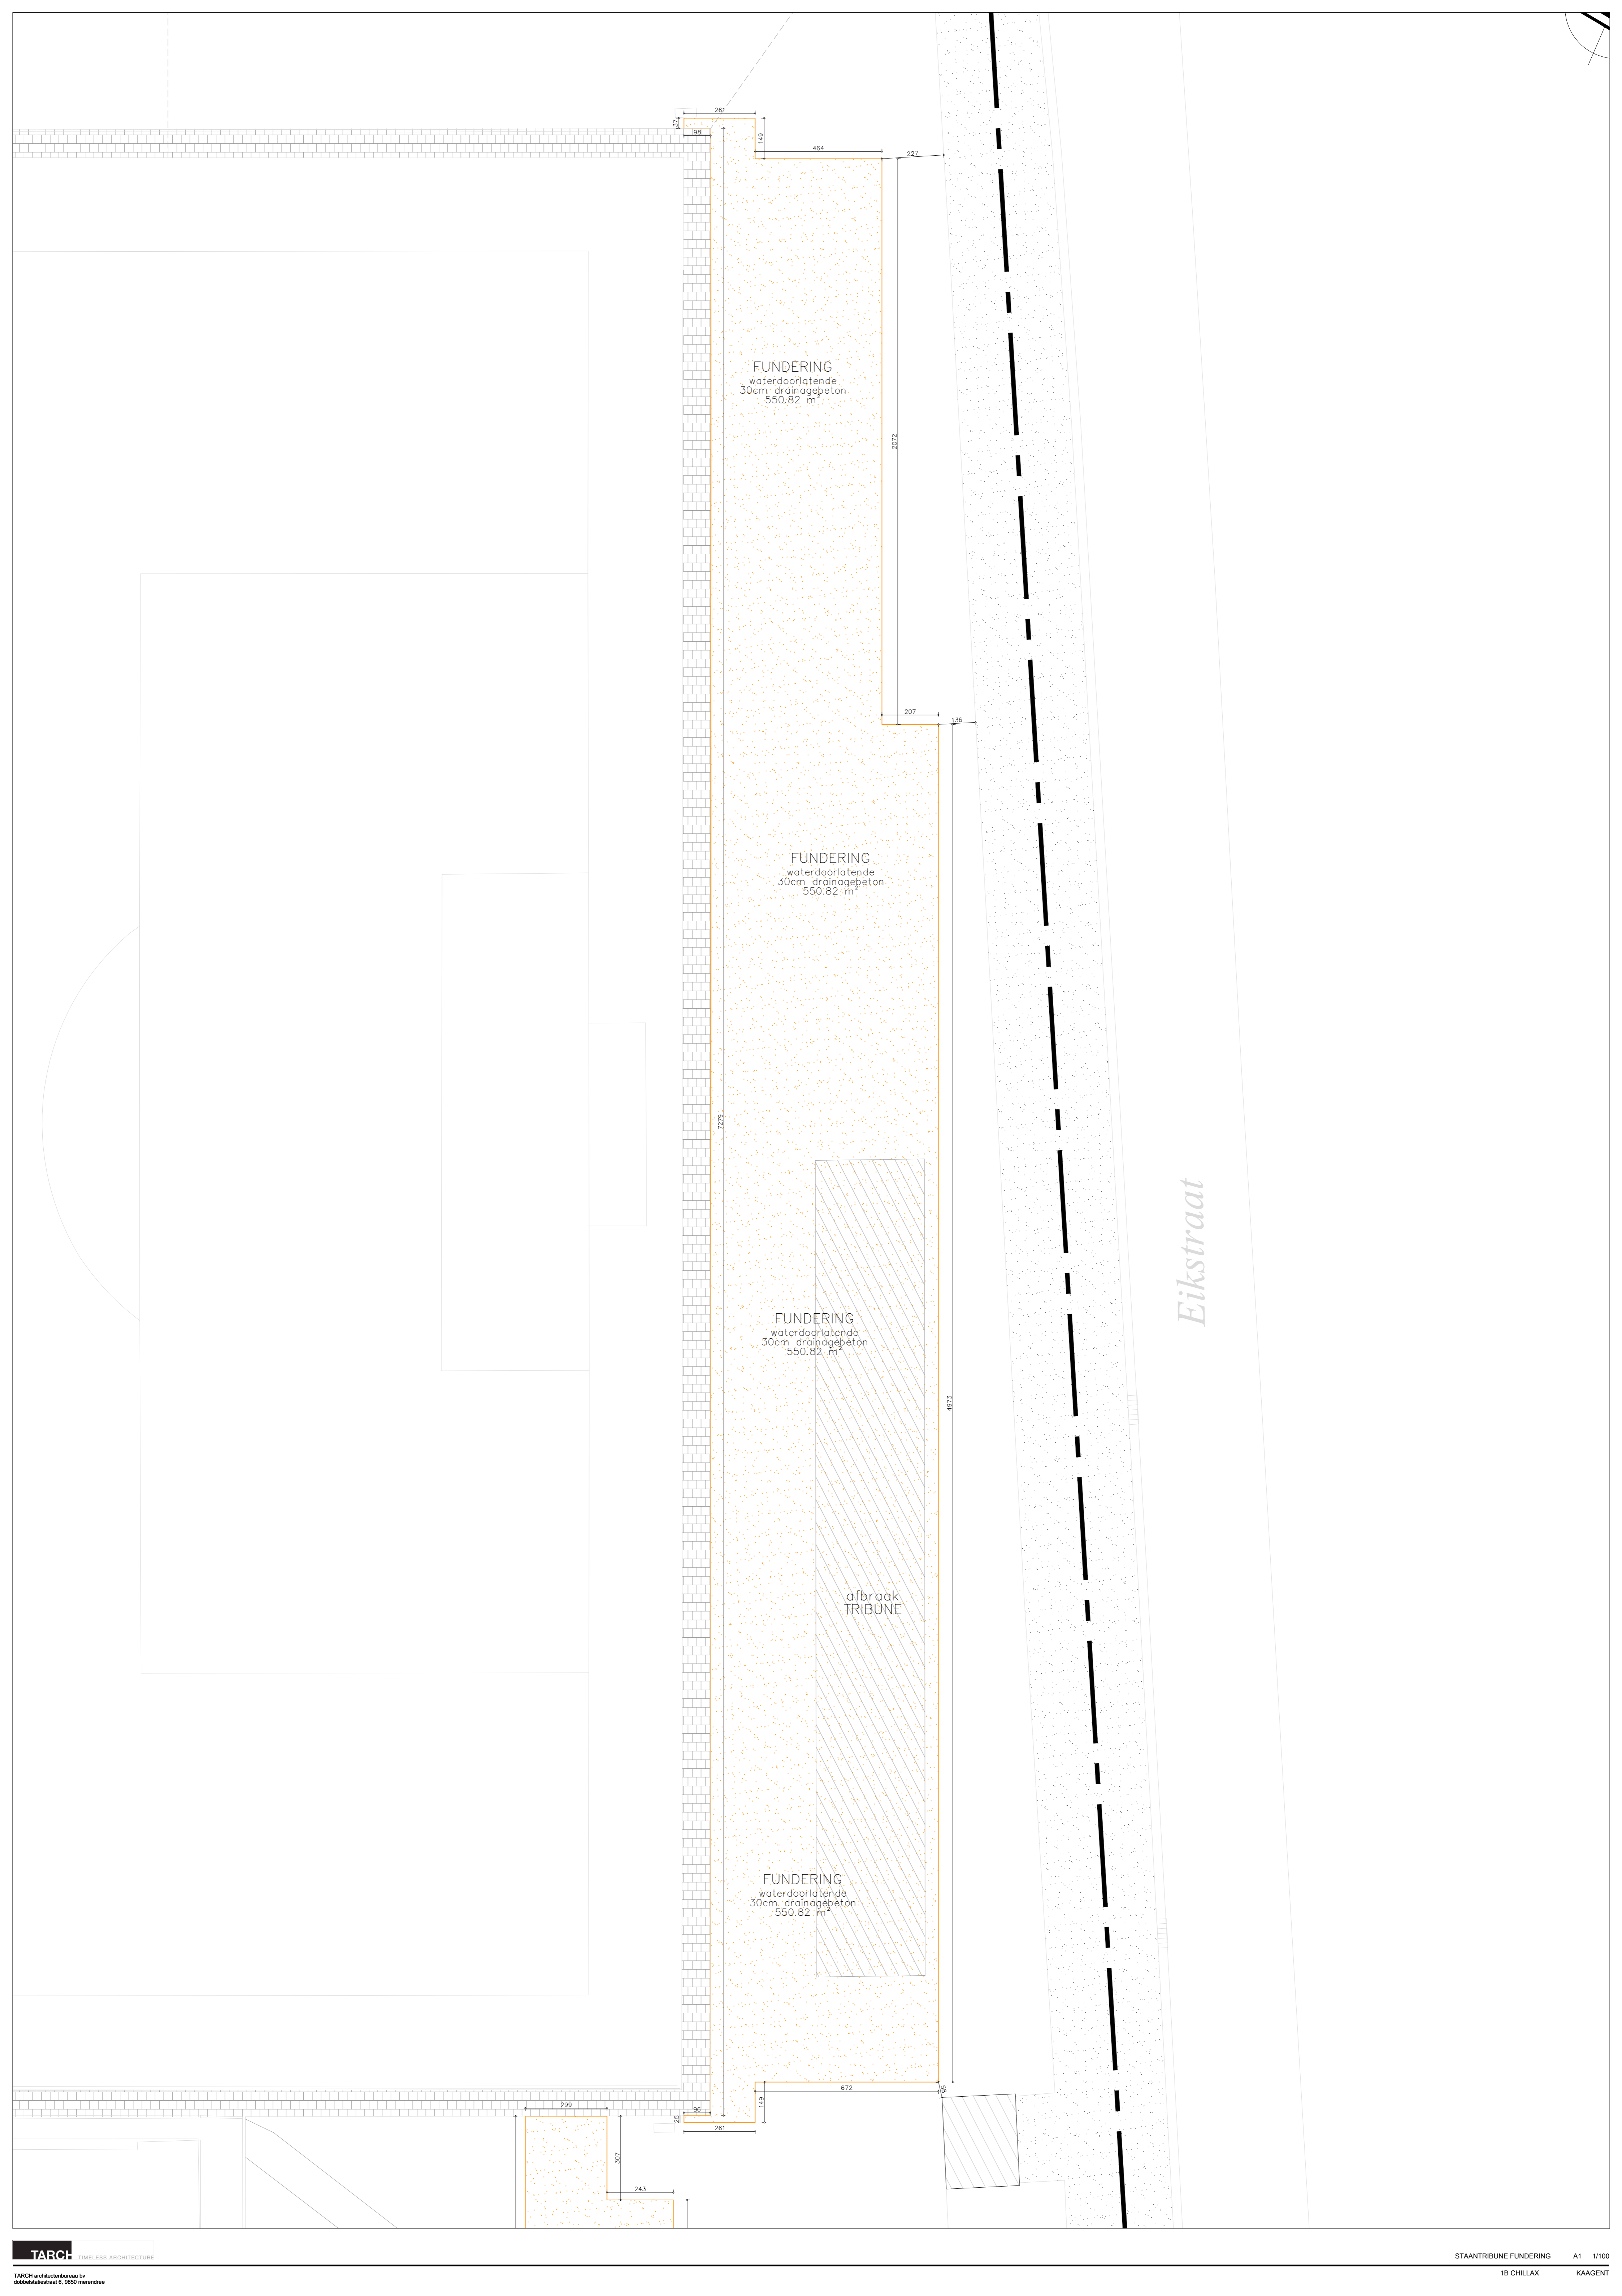 261
37
98
149
464
227
FUNDERING
waterdoorlatende
30cm drainagebeton
550.82 m²
2072
207
136
FUNDERING
waterdoorlatende
30cm drainagebeton
550.82 m²
7279
Eikstraat
FUNDERING
waterdoorlatende
30cm drainagebeton
550.82 m²
4973
afbraak
TRIBUNE
FUNDERING
waterdoorlatende
30cm drainagebeton
550.82 m²
672
149
299
96
25
261
307
243
TARCH TIMELESS ARCHITECTURE
STAANTRIBUNE FUNDERING A1 1/100
1B CHILLAX KAAGENT
TARCH architectenbureau bv
dobbelstatiestraat 6, 9850 merendree